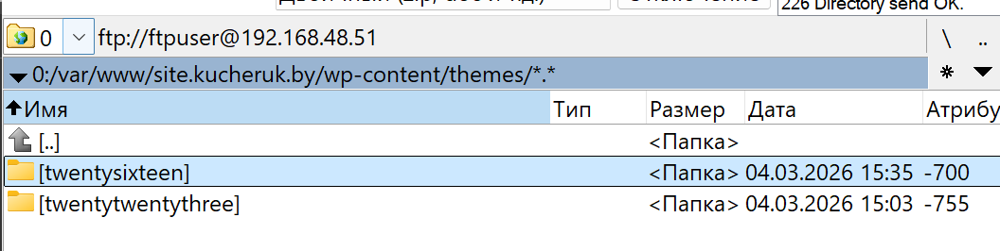 226 Directory send OK.
0 ftp://ftpuser@192.168.48.51 \ ..
0:/var/www/site.kucheruk.by/wp-content/themes/*.* *
Имя Тип Размер Дата Атрибу
[..] <Папка>
[twentysixteen] <Папка> 04.03.2026 15:35 -700
[twentytwentythree] <Папка> 04.03.2026 15:03 -755